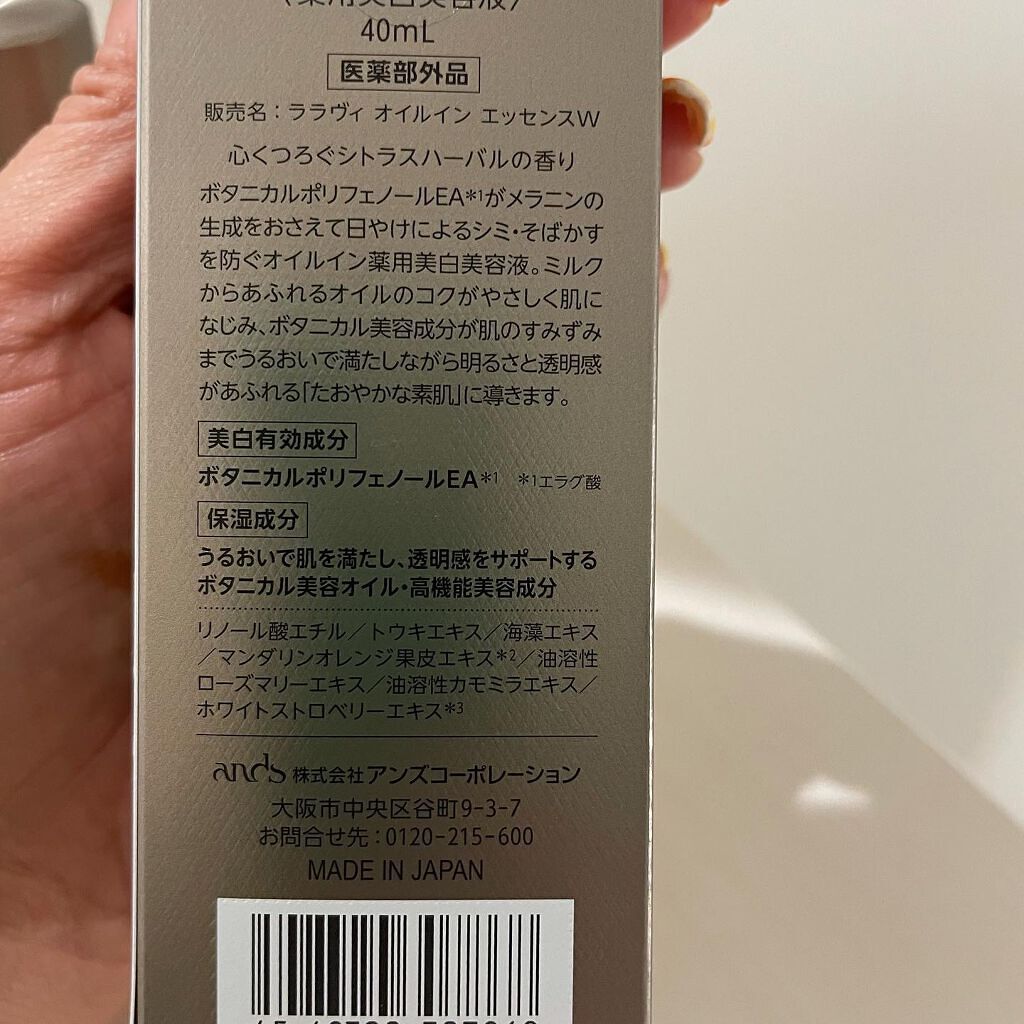 〈薬用美白美容液〉
40mL
医薬部外品
販売名：ララヴィ オイルイン エッセンスW
心くつろぐシトラスハーバルの香り
ボタニカルポリフェノールEA*1がメラニンの
生成をおさえて日やけによるシミ・そばかす
を防ぐオイルイン薬用美白美容液。ミルク
からあふれるオイルのコクがやさしく肌に
なじみ、ボタニカル美容成分が肌のすみずみ
までうるおいで満たしながら明るさと透明感
があふれる「たおやかな素肌」に導きます。
美白有効成分
ボタニカルポリフェノールEA*1 *1エラグ酸
保湿成分
うるおいで肌を満たし、透明感をサポートする
ボタニカル美容オイル・高機能美容成分
リノール酸エチル／トウキエキス／海藻エキス
／マンダリンオレンジ果皮エキス*2／油溶性
ローズマリーエキス／油溶性カモミラエキス／
ホワイトストロベリーエキス*3
ands 株式会社アンズコーポレーション
大阪市中央区谷町9-3-7
お問合せ先：0120-215-600
MADE IN JAPAN